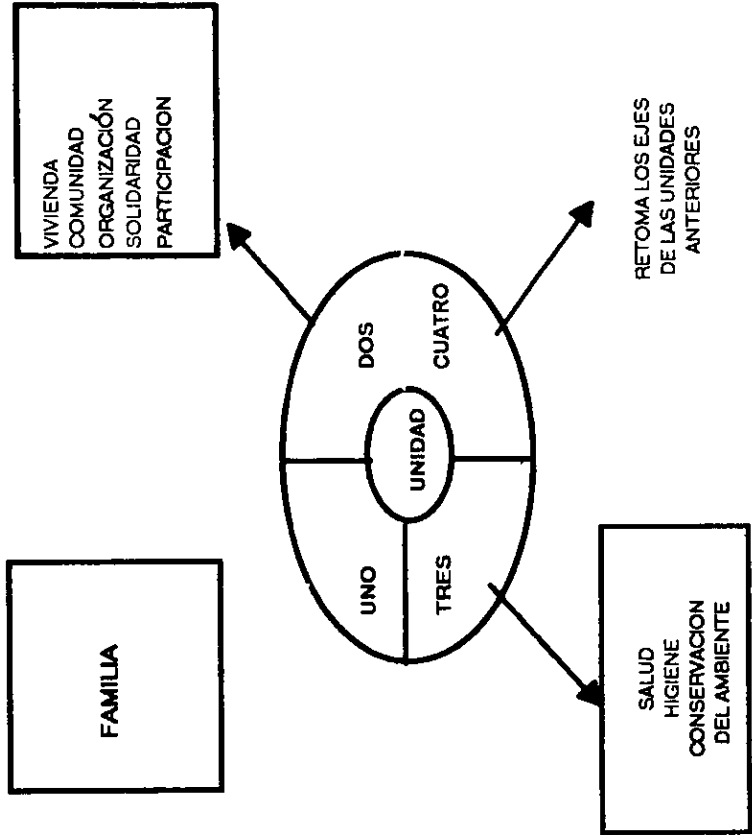 FAMILIA
VIVIENDA
COMUNIDAD
ORGANIZACIÓN
SOLIDARIDAD
PARTICIPACION
UNO
DOS
UNIDAD
TRES
CUATRO
SALUD
HIGIENE
CONSERVACION
DEL AMBIENTE
RETOMA LOS EJES
DE LAS UNIDADES
ANTERIORES